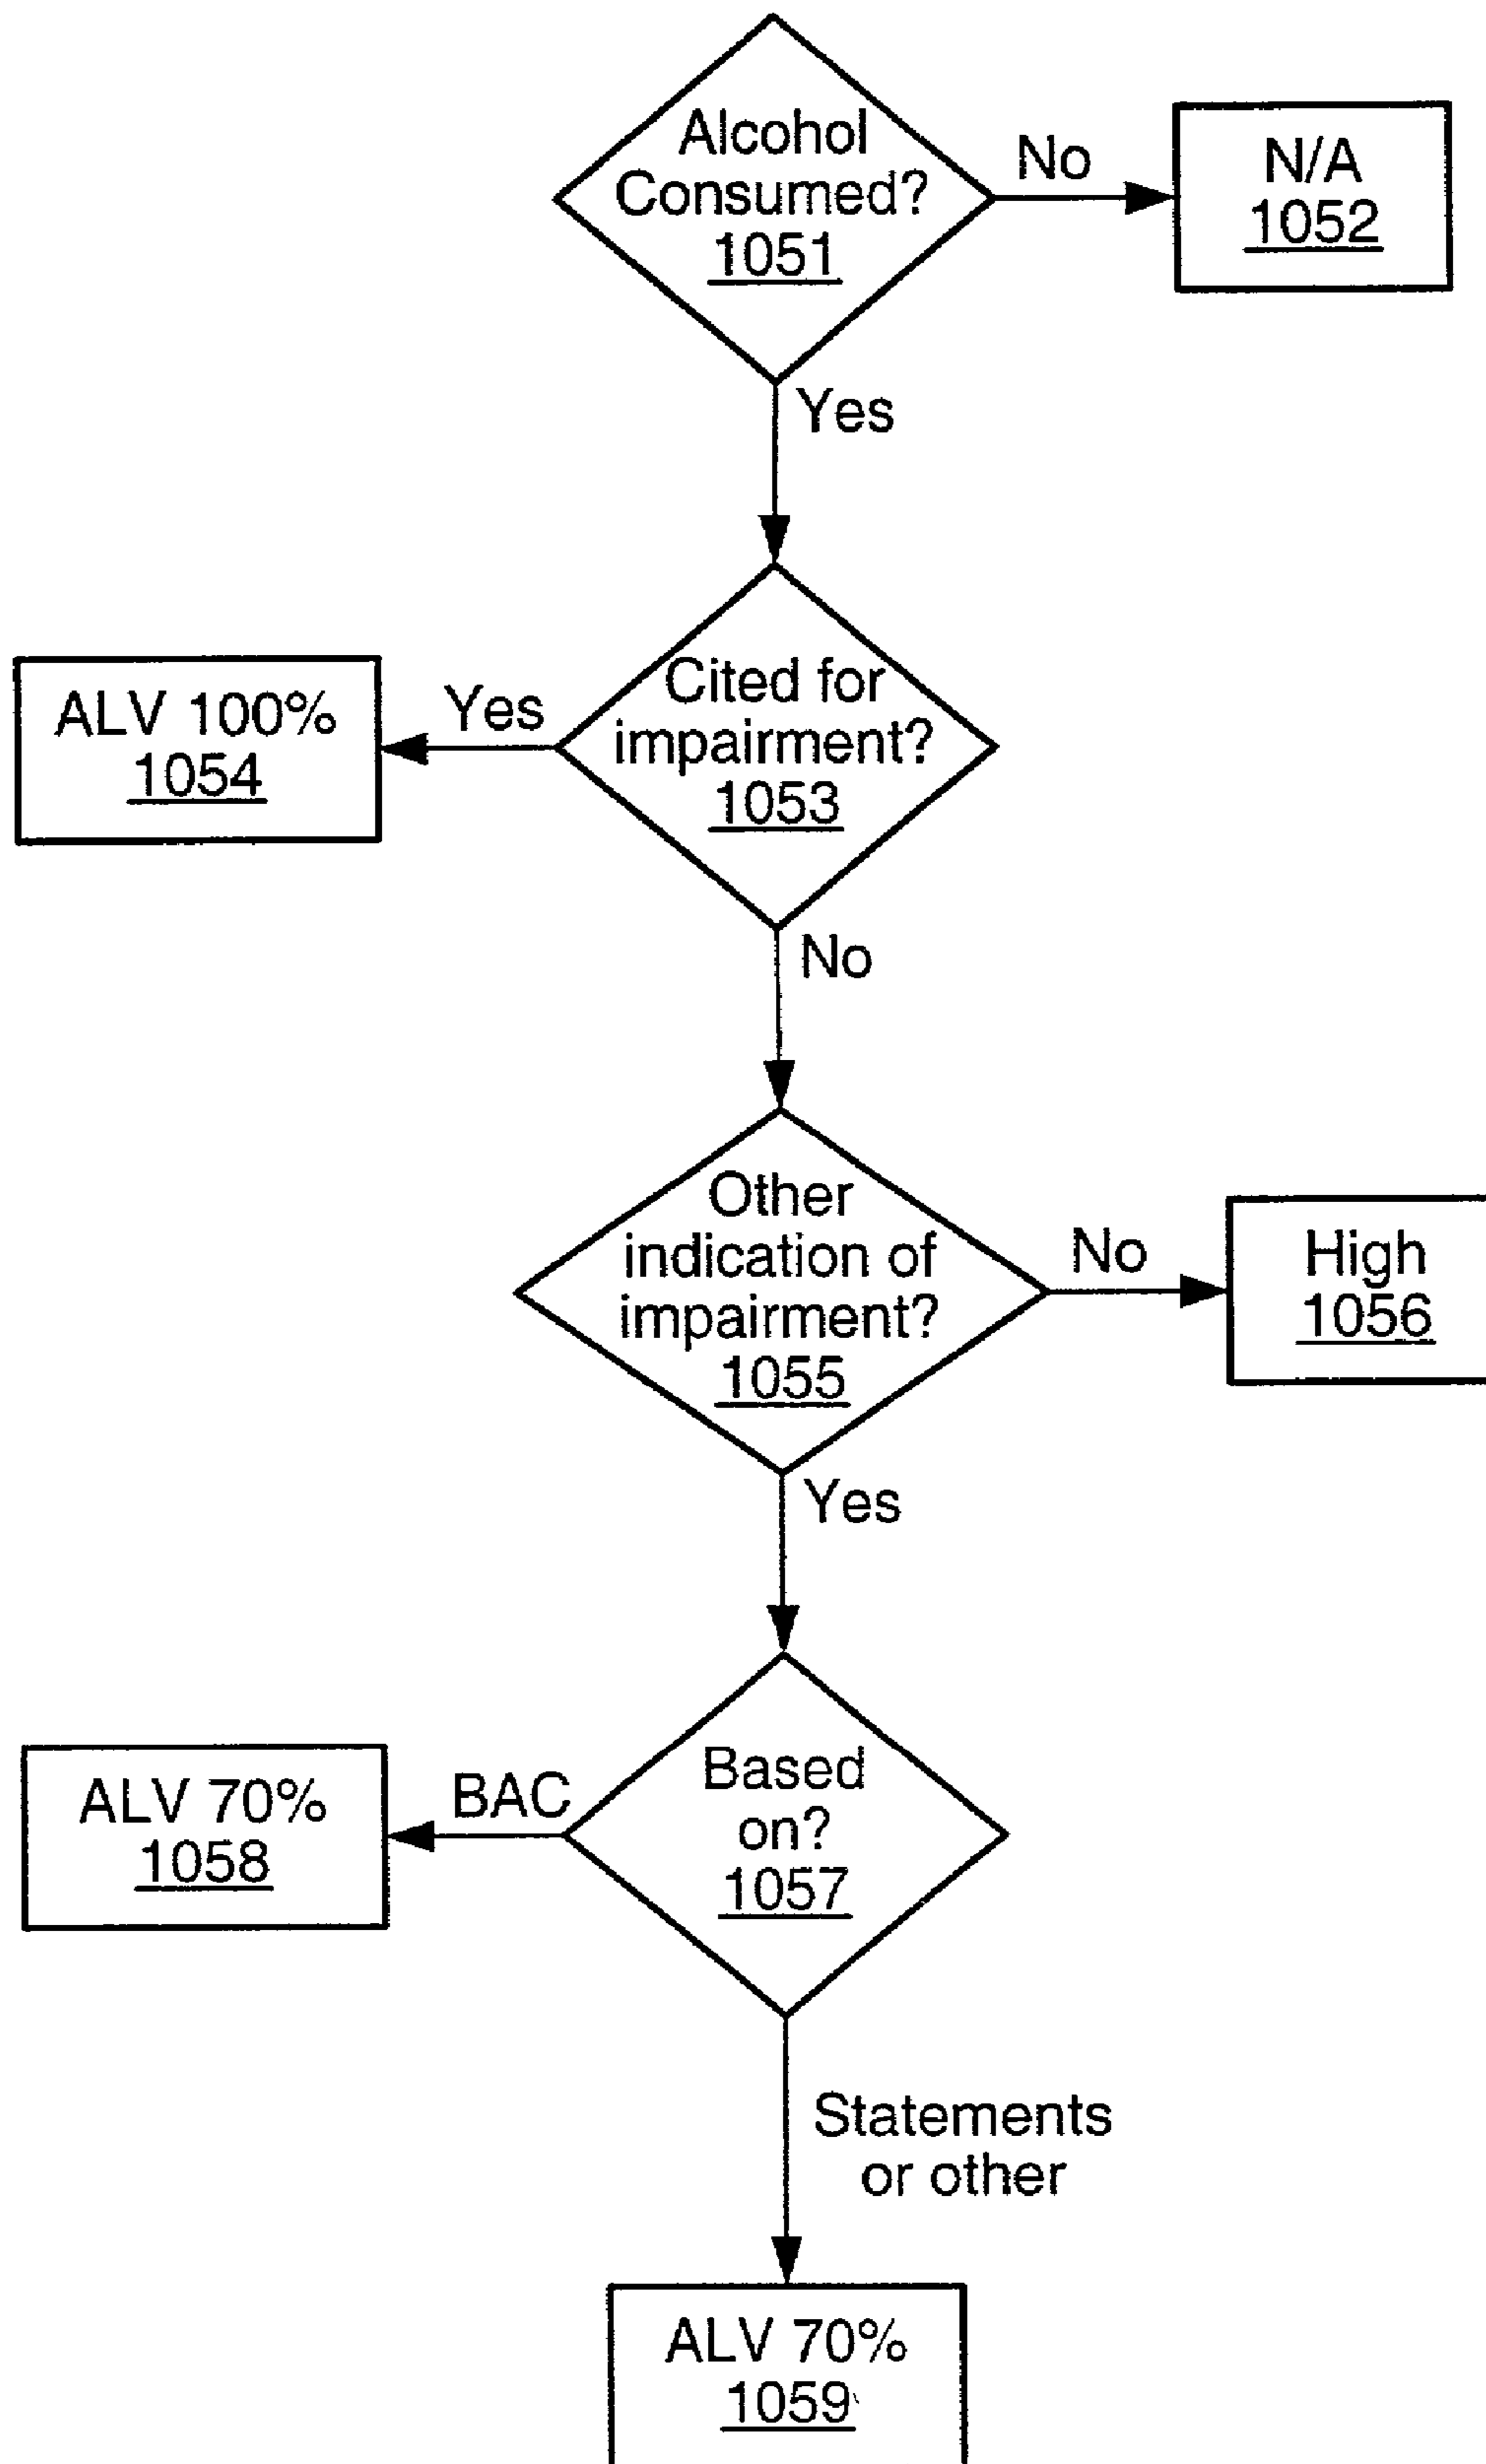 Alcohol
Consumed?
1051
No
N/A
1052
Yes
Cited for
impairment?
1053
Yes
ALV 100%
1054
No
Other
indication of
impairment?
1055
No
High
1056
Yes
Based
on?
1057
BAC
ALV 70%
1058
Statements
or other
ALV 70%
1059